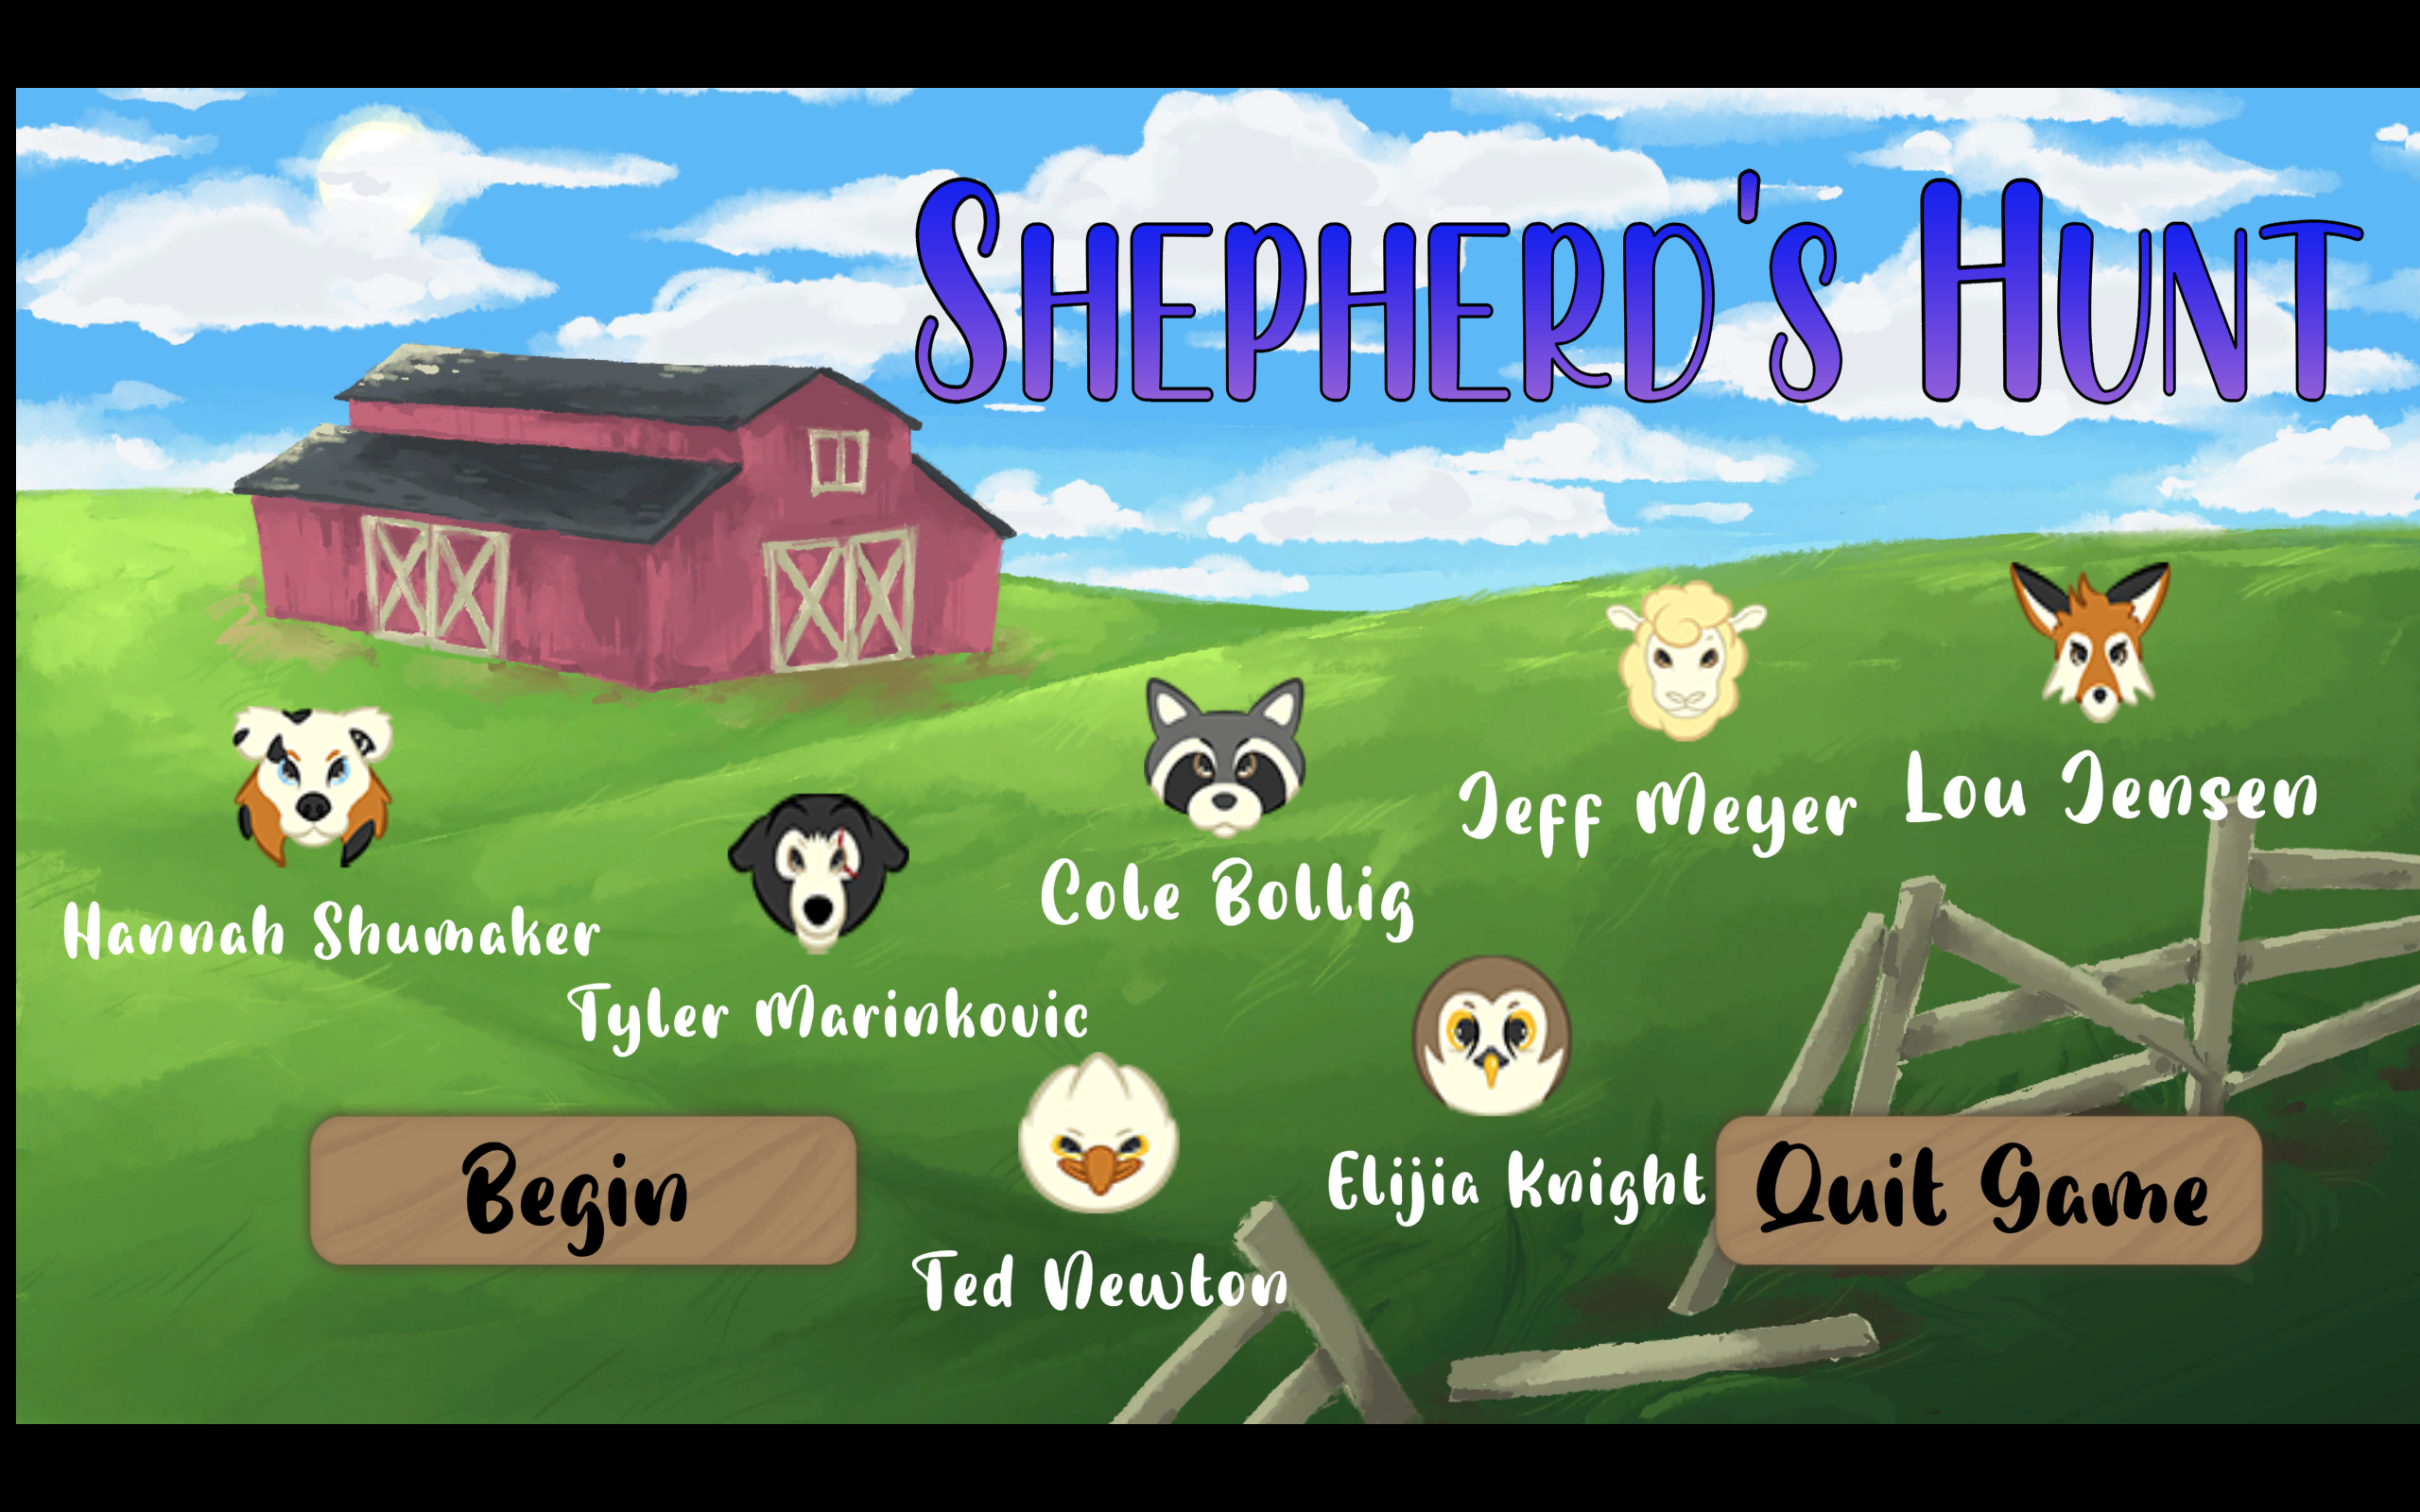 Shepherd's Hunt
Jeff Meyer
Lou Jensen
Cole Bollig
Hannah Shumaker
Tyler Marinkovic
Begin
Elijia Knight
Quit Game
Ted Newton